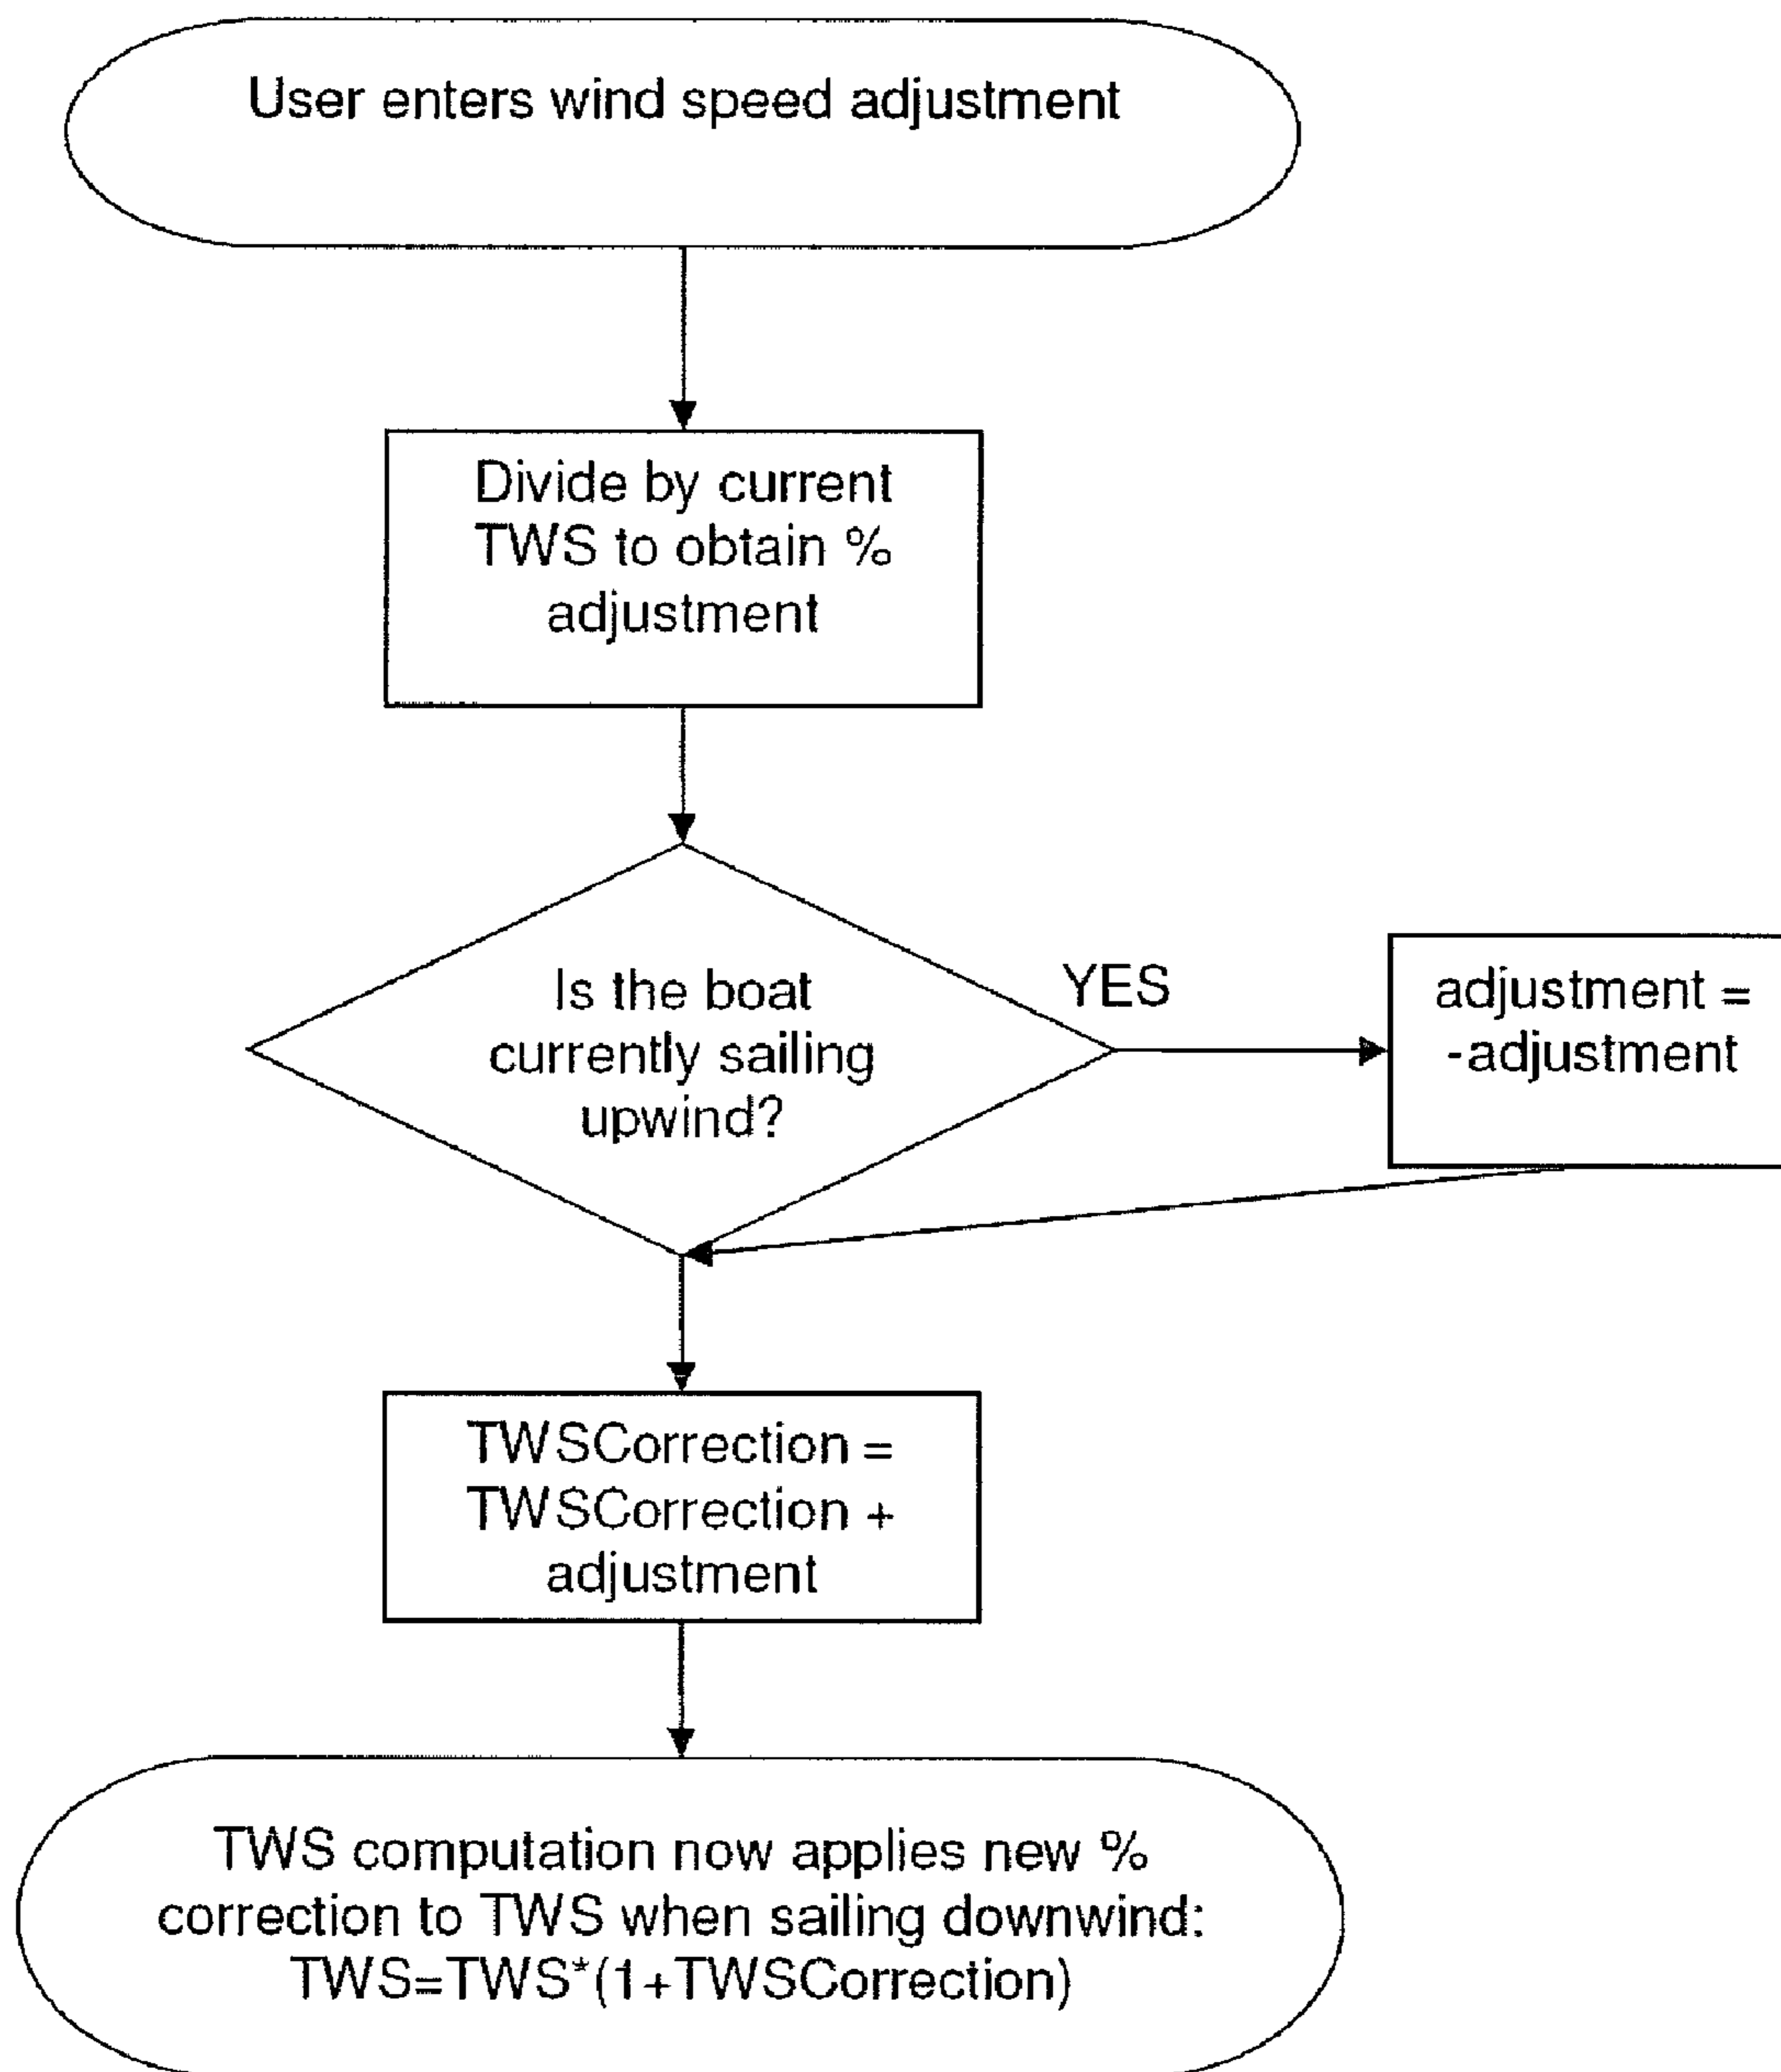 User enters wind speed adjustment
Divide by current
TWS to obtain %
adjustment
Is the boat
currently sailing
upwind?
YES
adjustment =
-adjustment
TWSCorrection =
TWSCorrection +
adjustment
TWS computation now applies new %
correction to TWS when sailing downwind:
TWS=TWS*(1+TWSCorrection)